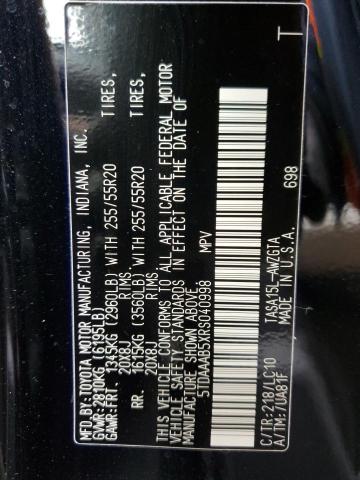 MFD.BY:TOYOTA MOTOR MANUFACTURING, INDIANA, INC.
GVWR:2810KG (6195LB)
GAWR:FRT. 1345KG (2960LB) WITH 255/55R20 TIRES,
20X8J RIMS,
RR. 1615KG (3560LB) WITH 255/55R20 TIRES,
20X8J RIMS.
THIS VEHICLE CONFORMS TO ALL APPLICABLE FEDERAL MOTOR
VEHICLE SAFETY STANDARDS IN EFFECT ON THE DATE OF
MANUFACTURE SHOWN ABOVE.
5TDAAAB5XRS040998 MPV
C/TR:218/LC10 TASA15L-AWZGTA
A/TM:/UA81F MADE IN U.S.A. 698
T